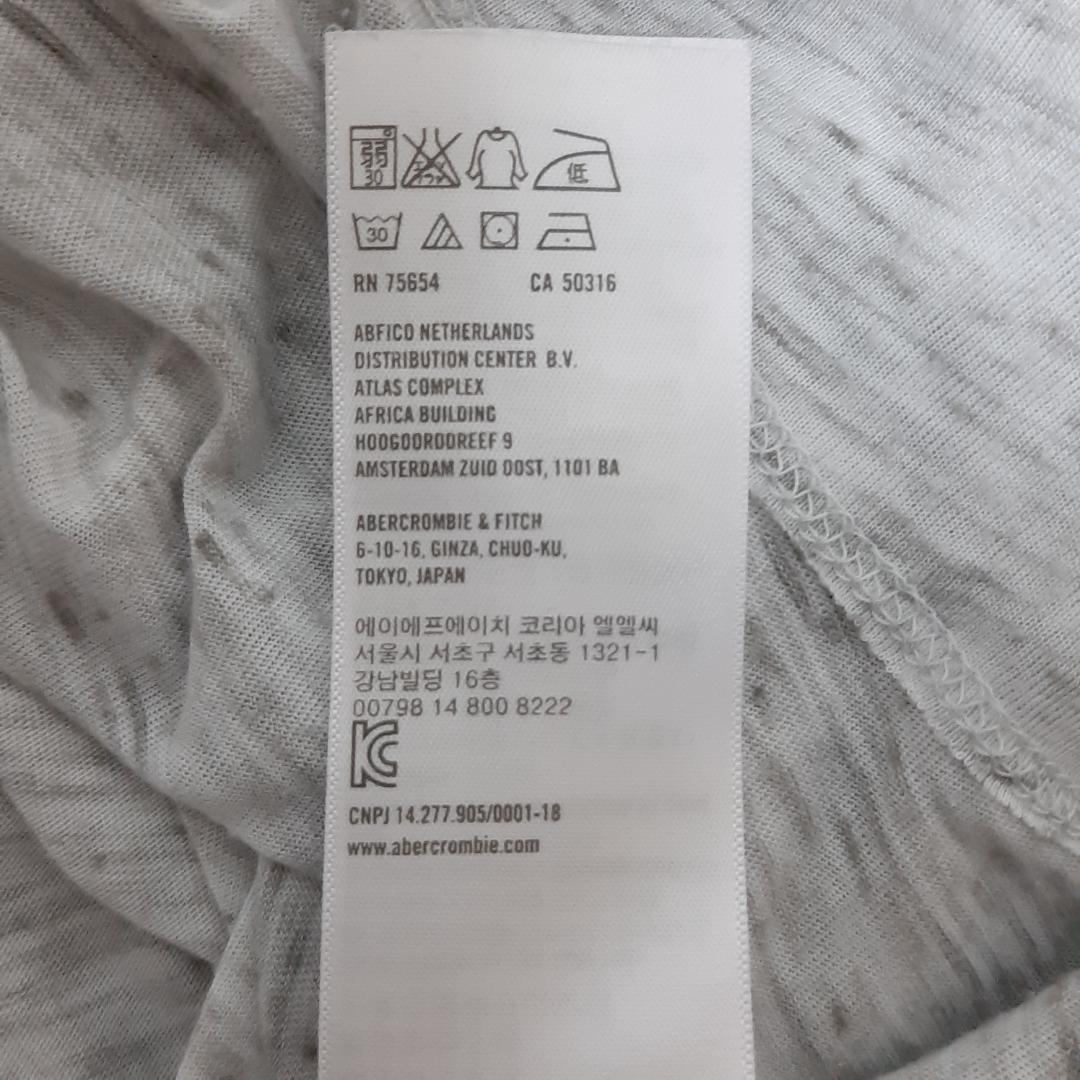 弱
30
低
30
RN 75654 CA 50316
ABFICO NETHERLANDS
DISTRIBUTION CENTER B.V.
ATLAS COMPLEX
AFRICA BUILDING
HOOGOORDDREEF 9
AMSTERDAM ZUID OOST, 1101 BA
ABERCROMBIE & FITCH
6-10-16, GINZA, CHUO-KU,
TOKYO, JAPAN
에이에프에이치 코리아 엘엘씨
서울시 서초구 서초동 1321-1
강남빌딩 16층
00798 14 800 8222
KC
CNPJ 14.277.905/0001-18
www.abercrombie.com